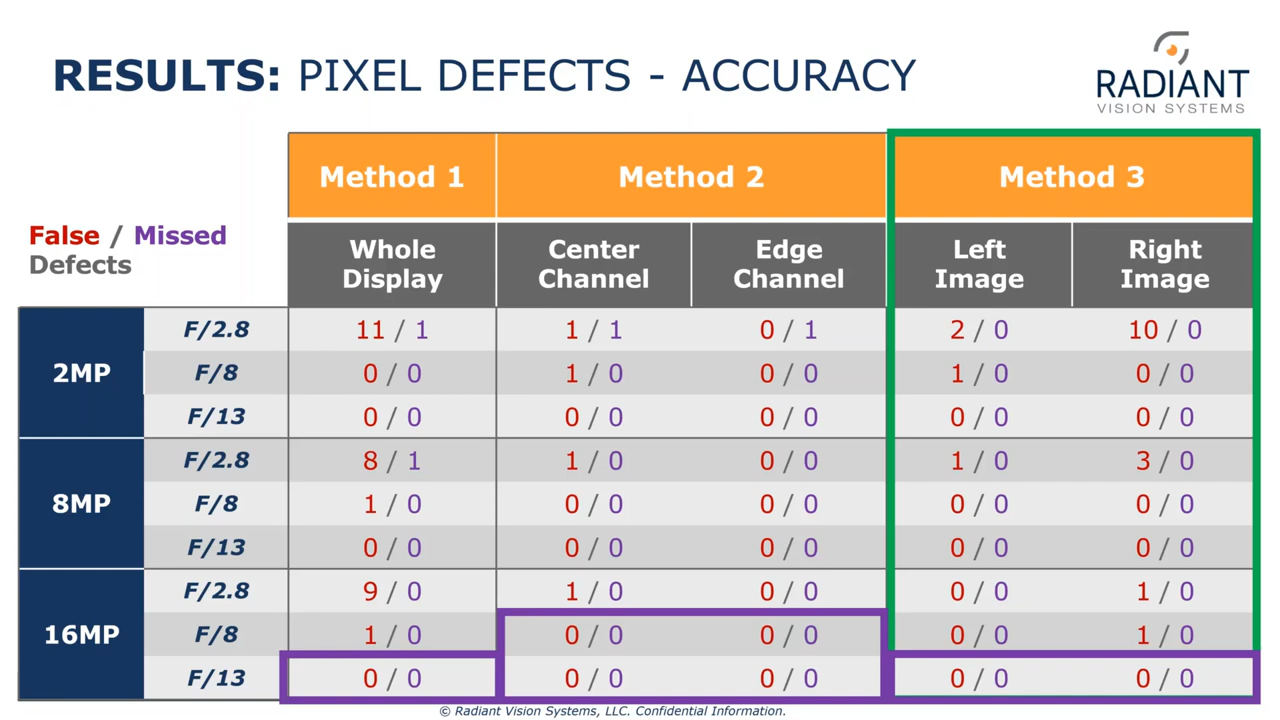 RESULTS: PIXEL DEFECTS - ACCURACY
RADIANT
VISION SYSTEMS
Method 1 Method 2 Method 3
False / Missed
Defects
Whole Display Center Channel Edge Channel Left Image Right Image
2MP
F/2.8 11 / 1 1 / 1 0 / 1 2 / 0 10 / 0
F/8 0 / 0 1 / 0 0 / 0 1 / 0 0 / 0
F/13 0 / 0 0 / 0 0 / 0 0 / 0 0 / 0
8MP
F/2.8 8 / 1 1 / 0 0 / 0 1 / 0 3 / 0
F/8 1 / 0 0 / 0 0 / 0 0 / 0 0 / 0
F/13 0 / 0 0 / 0 0 / 0 0 / 0 0 / 0
16MP
F/2.8 9 / 0 1 / 0 0 / 0 0 / 0 1 / 0
F/8 1 / 0 0 / 0 0 / 0 0 / 0 1 / 0
F/13 0 / 0 0 / 0 0 / 0 0 / 0 0 / 0
© Radiant Vision Systems, LLC. Confidential Information.